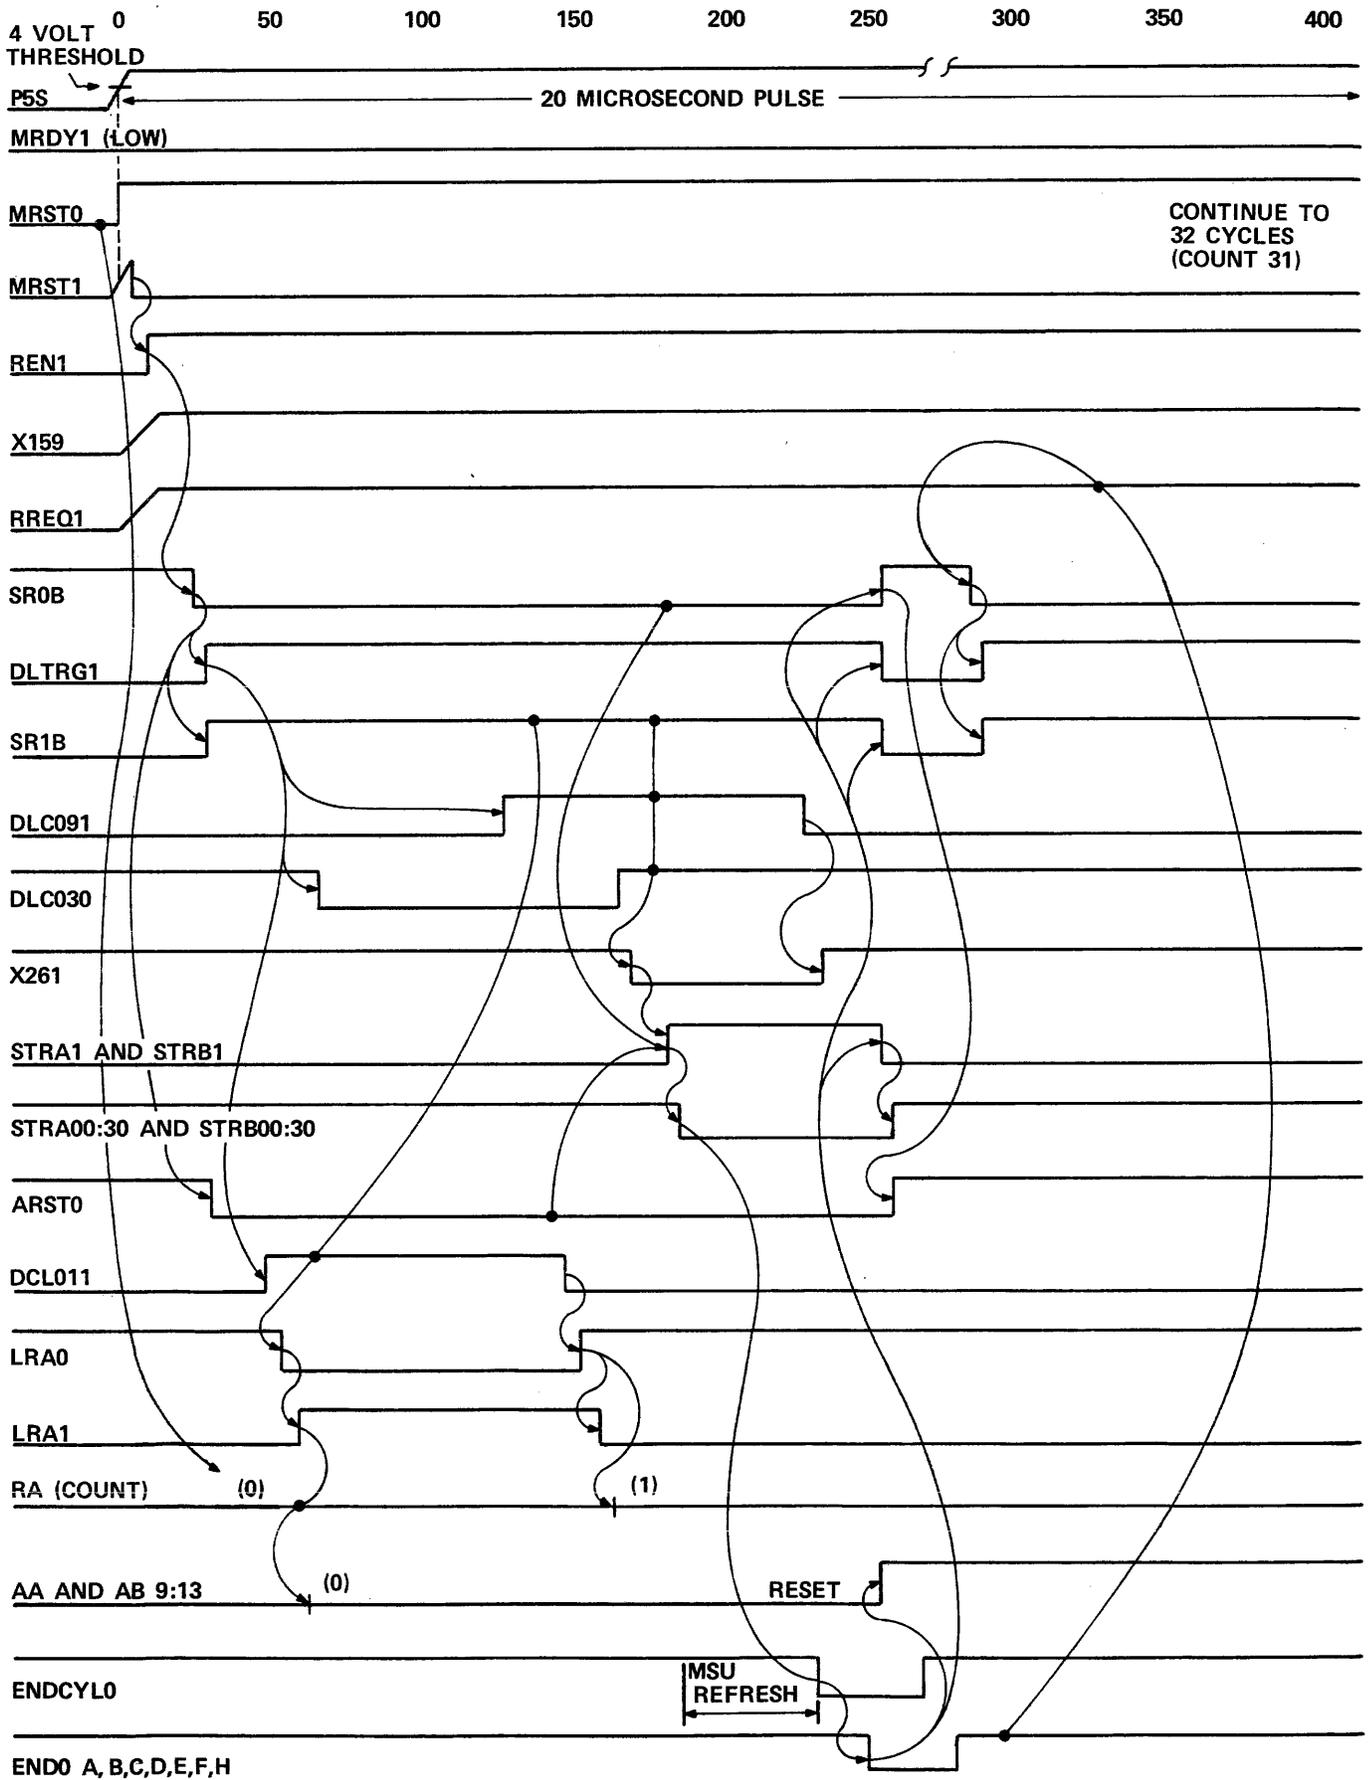 0 50 100 150 200 250 300 350 400
4 VOLT
THRESHOLD
P5S
20 MICROSECOND PULSE
MRDY1 (LOW)
MRST0
CONTINUE TO
32 CYCLES
(COUNT 31)
MRST1
REN1
X159
RREQ1
SR0B
DLTRG1
SR1B
DLC091
DLC030
X261
STRA1 AND STRB1
STRA00:30 AND STRB00:30
ARST0
DCL011
LRA0
LRA1
RA (COUNT) (0) (1)
AA AND AB 9:13 (0) RESET
MSU
REFRESH
ENDCYL0
END0 A,B,C,D,E,F,H